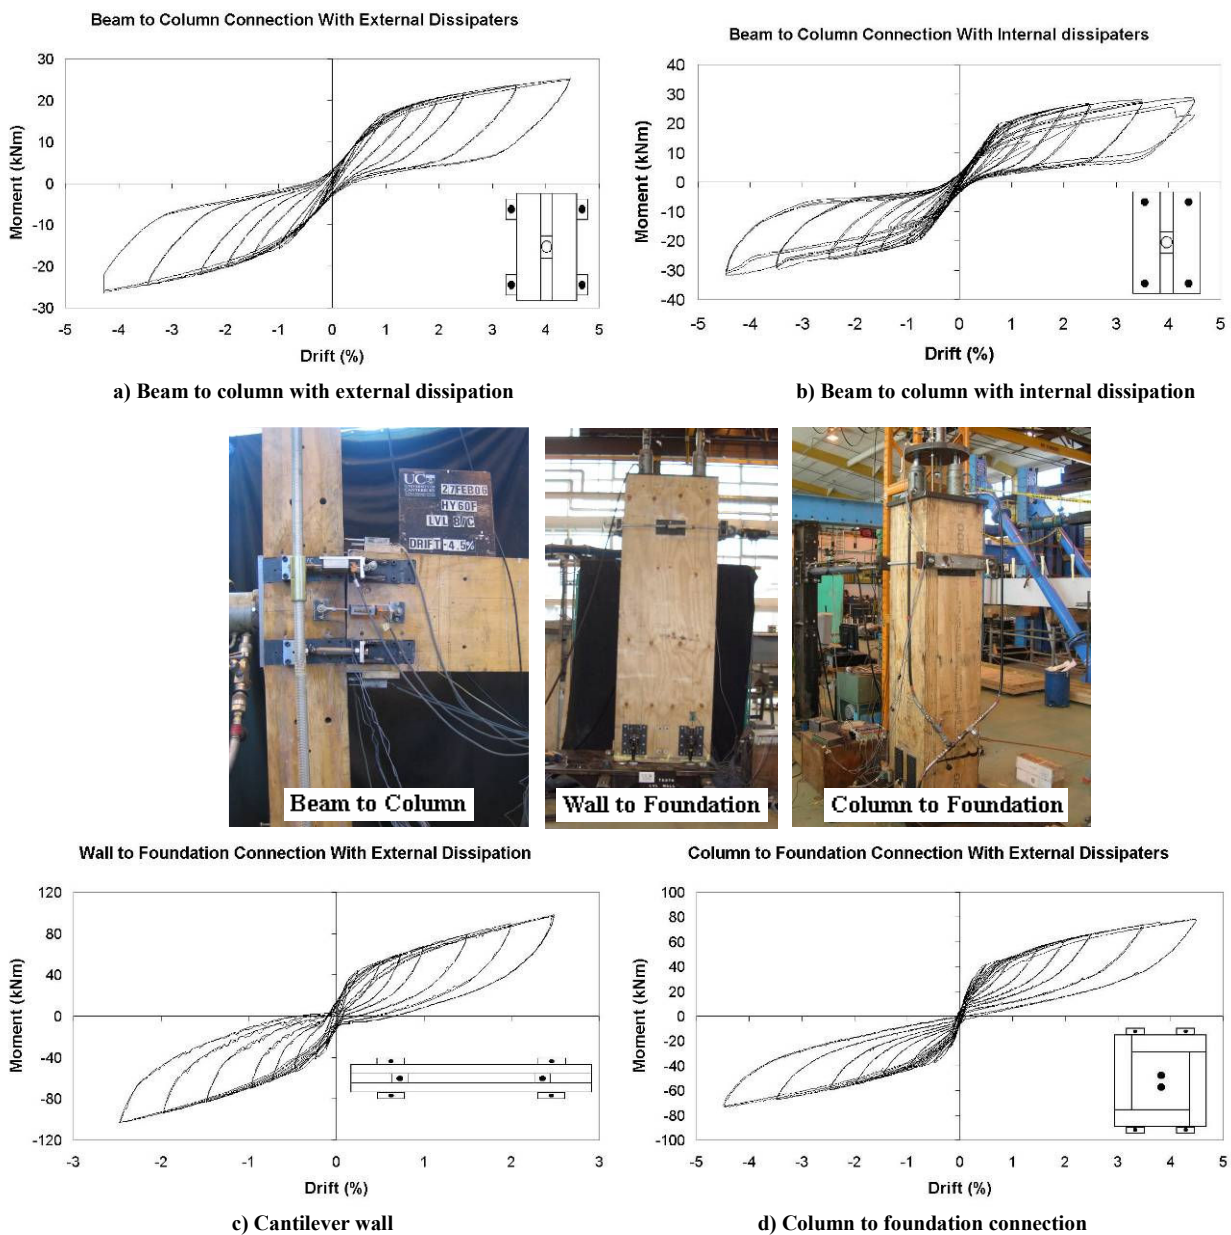 Beam to Column Connection With External Dissipaters
30
20
10
0
-10
-20
-30
Moment (kNm)
-5 -4 -3 -2 -1 0 1 2 3 4 5
Drift (%)
a) Beam to column with external dissipation
Beam to Column Connection With Internal dissipaters
40
30
20
10
0
-10
-20
-30
-40
Moment (kNm)
-5 -4 -3 -2 -1 0 1 2 3 4 5
Drift (%)
b) Beam to column with internal dissipation
UC
27FEB06
HY60F
LVL B/C
DRIFT-4.5%
Beam to Column
Wall to Foundation
Column to Foundation
Wall to Foundation Connection With External Dissipation
120
80
40
0
-40
-80
-120
Moment (kNm)
-3 -2 -1 0 1 2 3
Drift (%)
c) Cantilever wall
Column to Foundation Connection With External Dissipaters
100
80
60
40
20
0
-20
-40
-60
-80
-100
Moment (kNm)
-5 -4 -3 -2 -1 0 1 2 3 4 5
Drift (%)
d) Column to foundation connection